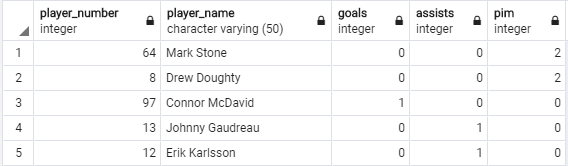 player_number player_name goals assists pim
integer character varying (50) integer integer integer
1 64 Mark Stone 0 0 2
2 8 Drew Doughty 0 0 2
3 97 Connor McDavid 1 0 0
4 13 Johnny Gaudreau 0 1 0
5 12 Erik Karlsson 0 1 0